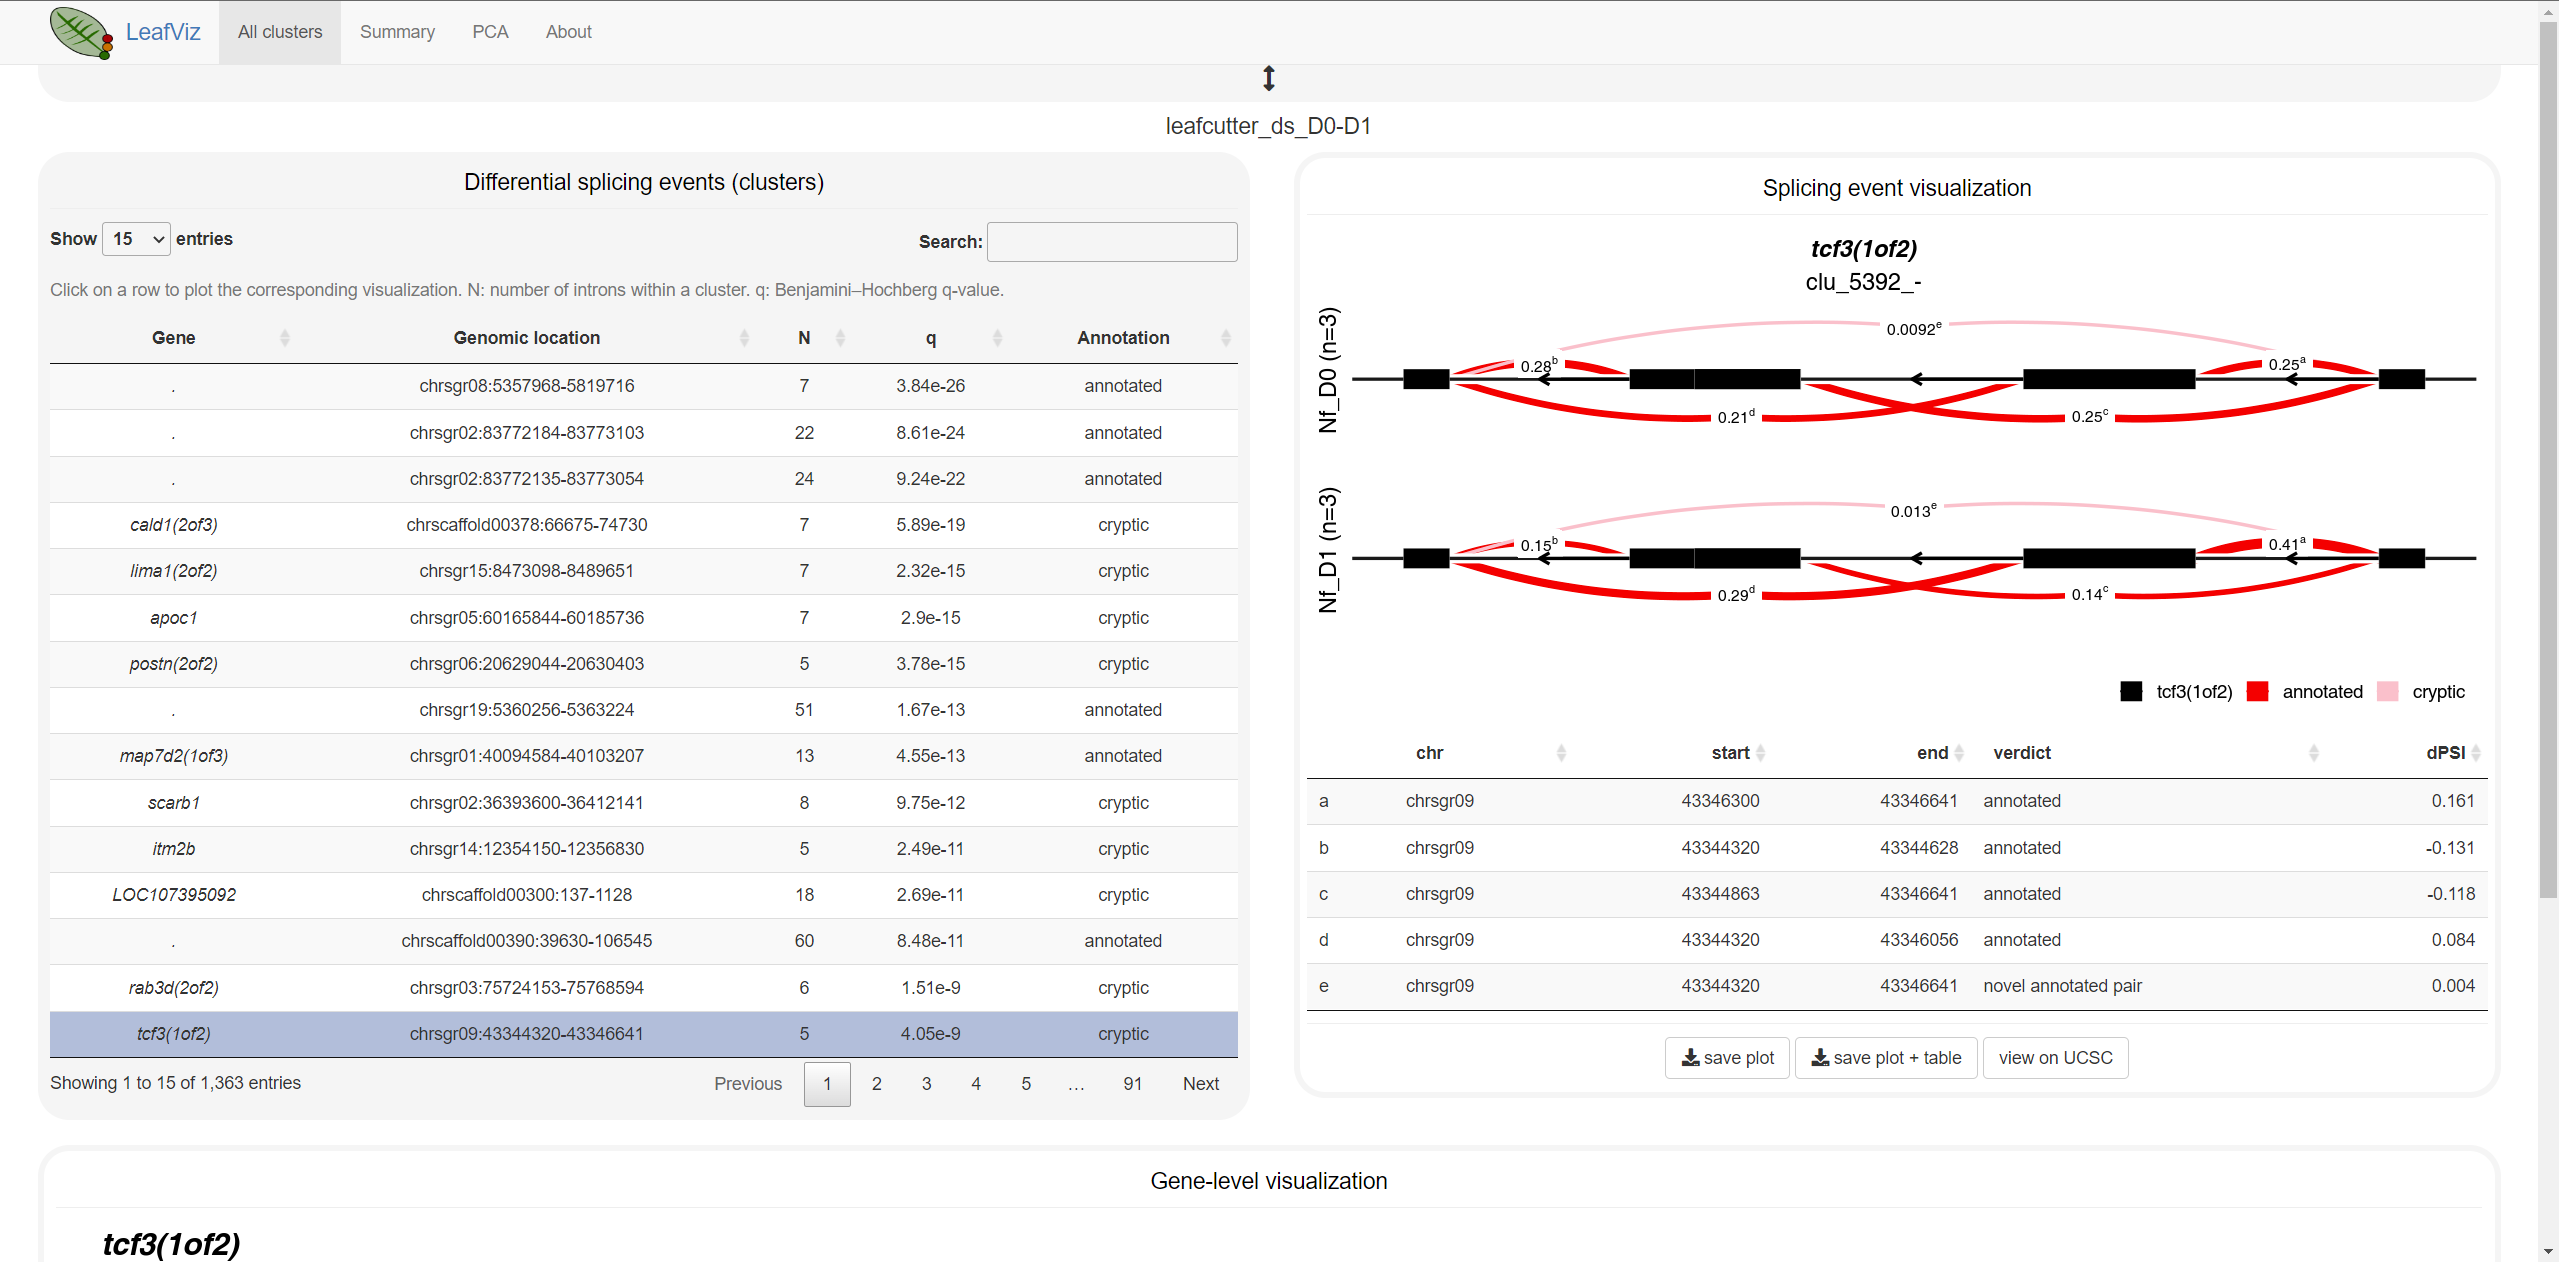 LeafViz All clusters Summary PCA About
leafcutter_ds_D0-D1
Differential splicing events (clusters)
Show 15 entries Search:
Click on a row to plot the corresponding visualization. N: number of introns within a cluster. q: Benjamini–Hochberg q-value.
Gene Genomic location N q Annotation
. chrsgr08:5357968-5819716 7 3.84e-26 annotated
. chrsgr02:83772184-83773103 22 8.61e-24 annotated
. chrsgr02:83772135-83773054 24 9.24e-22 annotated
cald1(2of3) chrscaffold00378:66675-74730 7 5.89e-19 cryptic
lima1(2of2) chrsgr15:8473098-8489651 7 2.32e-15 cryptic
apoc1 chrsgr05:60165844-60185736 7 2.9e-15 cryptic
postn(2of2) chrsgr06:20629044-20630403 5 3.78e-15 cryptic
. chrsgr19:5360256-5363224 51 1.67e-13 annotated
map7d2(1of3) chrsgr01:40094584-40103207 13 4.55e-13 annotated
scarb1 chrsgr02:36393600-36412141 8 9.75e-12 cryptic
itm2b chrsgr14:12354150-12356830 5 2.49e-11 cryptic
LOC107395092 chrscaffold00300:137-1128 18 2.69e-11 cryptic
. chrscaffold00390:39630-106545 60 8.48e-11 annotated
rab3d(2of2) chrsgr03:75724153-75768594 6 1.51e-9 cryptic
tcf3(1of2) chrsgr09:43344320-43346641 5 4.05e-9 cryptic
Showing 1 to 15 of 1,363 entries Previous 1 2 3 4 5 … 91 Next
Splicing event visualization
tcf3(1of2)
clu_5392_-
Nf_D0 (n=3)
0.0092e
0.28b 0.25a
0.21d 0.25c
Nf_D1 (n=3)
0.013e
0.15b 0.41a
0.29d 0.14c
tcf3(1of2) annotated cryptic
chr start end verdict dPSI
a chrsgr09 43346300 43346641 annotated 0.161
b chrsgr09 43344320 43344628 annotated -0.131
c chrsgr09 43344863 43346641 annotated -0.118
d chrsgr09 43344320 43346056 annotated 0.084
e chrsgr09 43344320 43346641 novel annotated pair 0.004
save plot save plot + table view on UCSC
Gene-level visualization
tcf3(1of2)